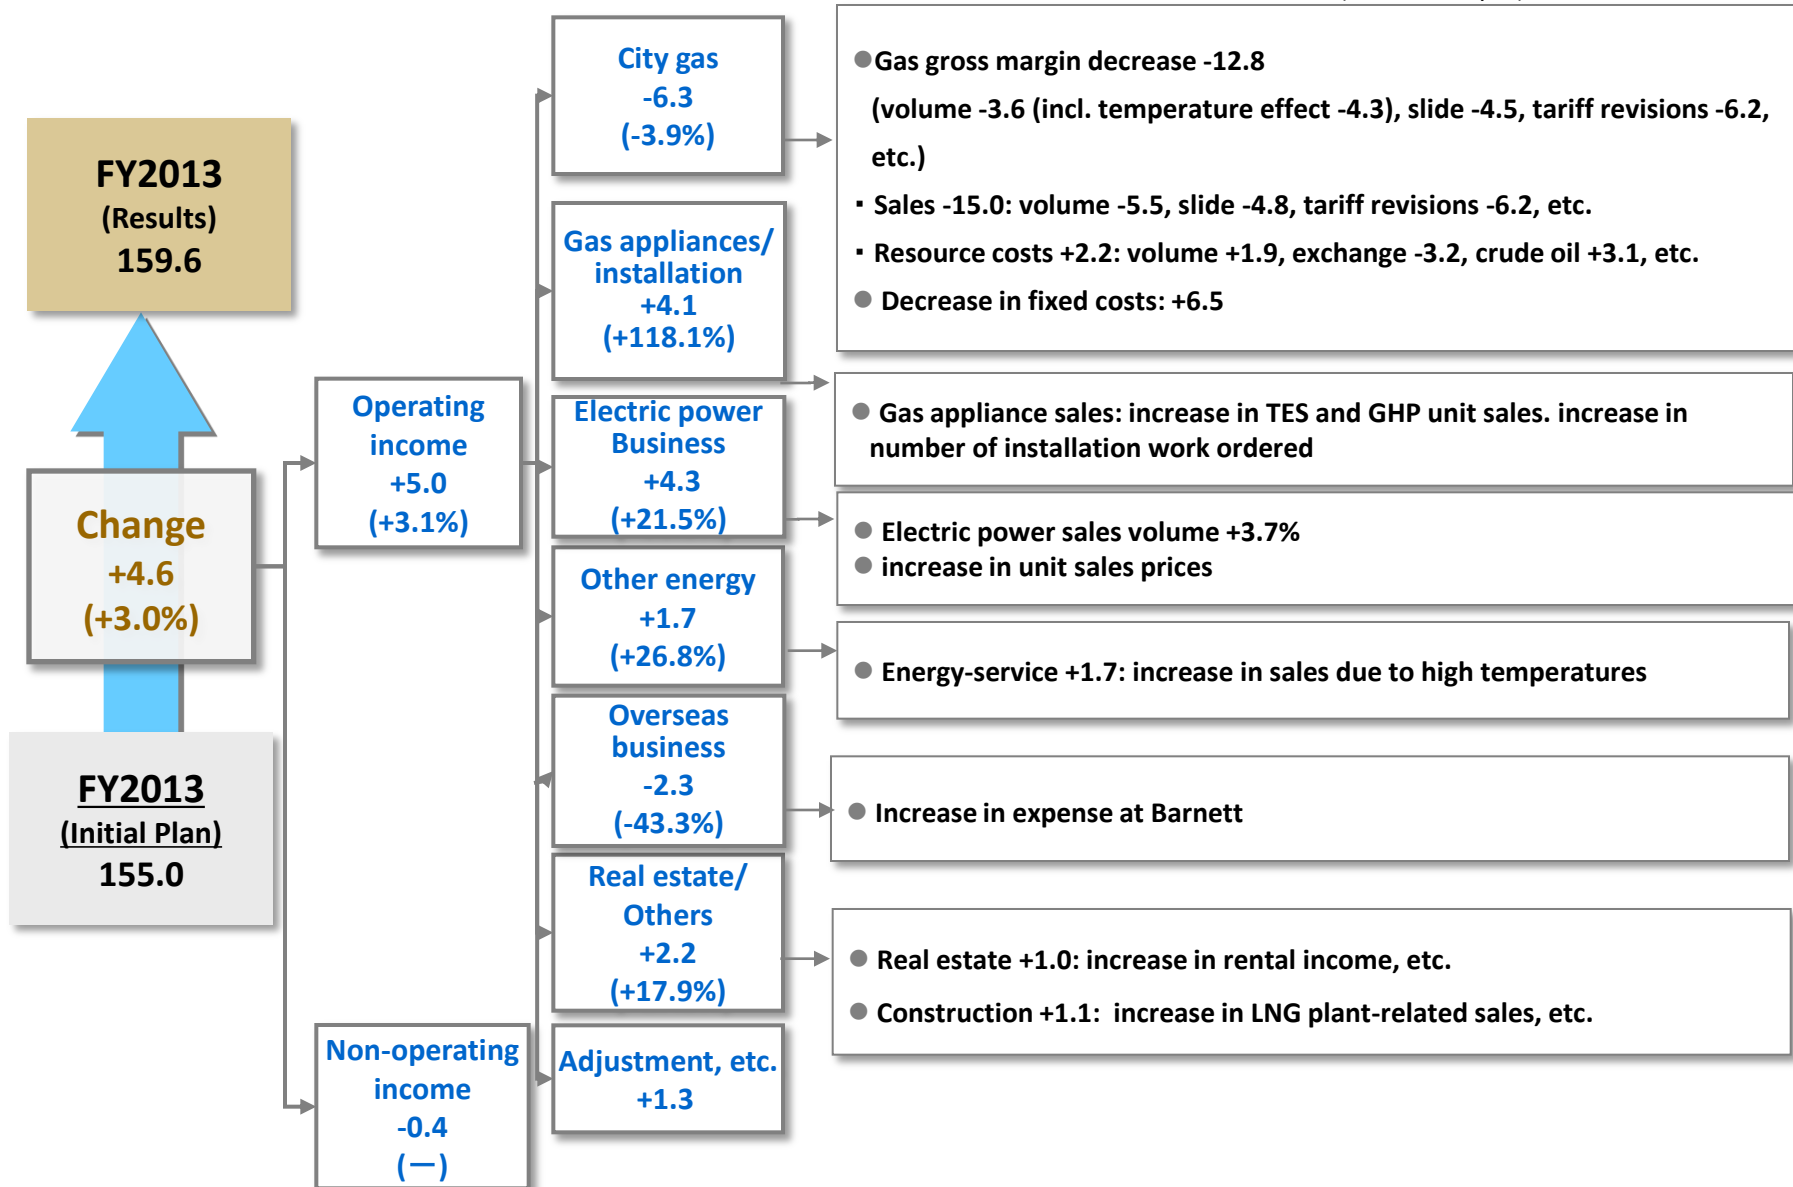 FY2013
(Results)
159.6
Change
+4.6
(+3.0%)
FY2013
(Initial Plan)
155.0
Operating
income
+5.0
(+3.1%)
Non-operating
income
-0.4
(—)
City gas
-6.3
(-3.9%)
Gas appliances/
installation
+4.1
(+118.1%)
Electric power
Business
+4.3
(+21.5%)
Other energy
+1.7
(+26.8%)
Overseas
business
-2.3
(-43.3%)
Real estate/
Others
+2.2
(+17.9%)
Adjustment, etc.
+1.3
●Gas gross margin decrease -12.8
(volume -3.6 (incl. temperature effect -4.3), slide -4.5, tariff revisions -6.2,
etc.)
・Sales -15.0: volume -5.5, slide -4.8, tariff revisions -6.2, etc.
・Resource costs +2.2: volume +1.9, exchange -3.2, crude oil +3.1, etc.
● Decrease in fixed costs: +6.5
● Gas appliance sales: increase in TES and GHP unit sales. increase in
number of installation work ordered
● Electric power sales volume +3.7%
● increase in unit sales prices
● Energy-service +1.7: increase in sales due to high temperatures
● Increase in expense at Barnett
● Real estate +1.0: increase in rental income, etc.
● Construction +1.1: increase in LNG plant-related sales, etc.